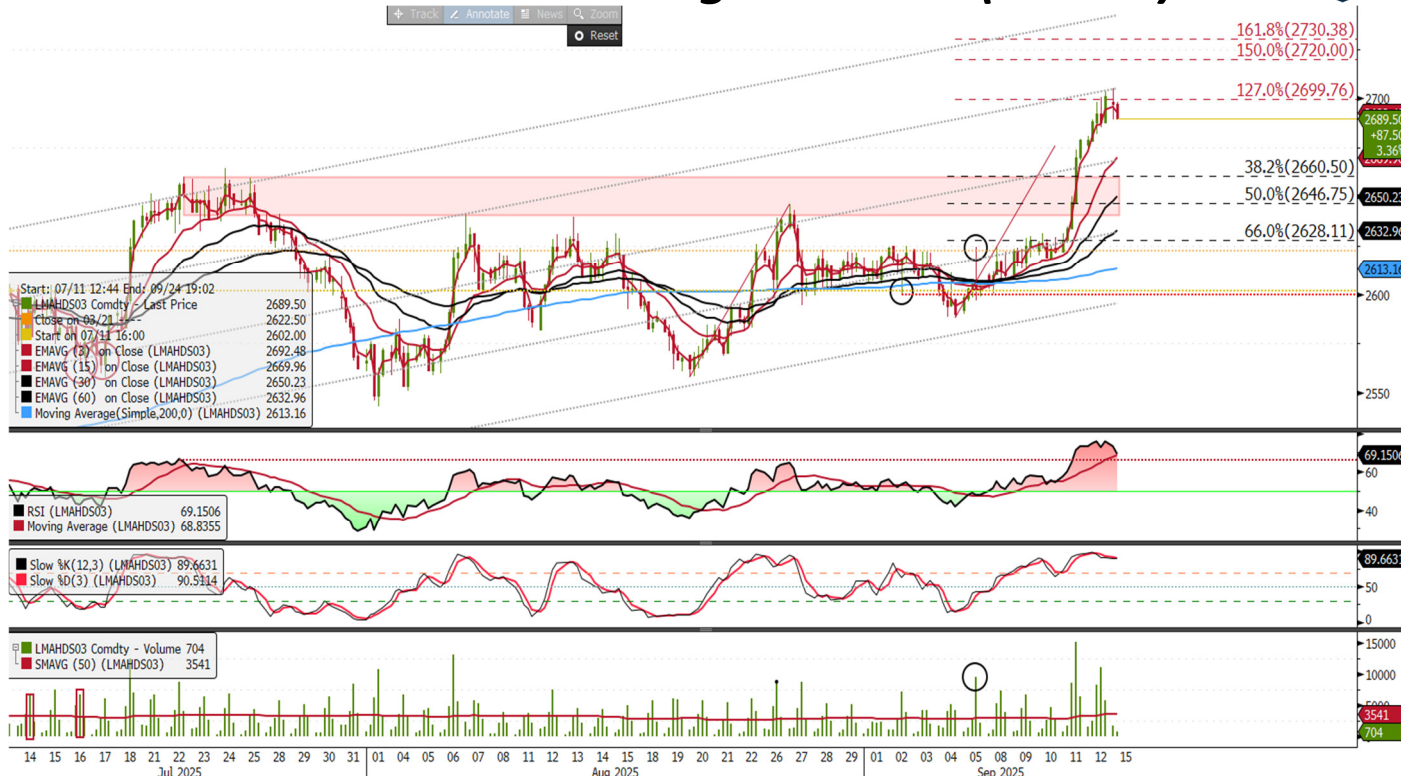 Track Annotate News Zoom
Reset
161.8%(2730.38)
150.0%(2720.00)
127.0%(2699.76)
2700
2689.50
+87.50
3.36%
38.2%(2660.50)
50.0%(2646.75)
2650.23
66.0%(2628.11)
2632.96
2613.16
2600
2550
Start: 07/11 12:44 End: 09/24 19:02
LMAHDS03 Comdty - Last Price 2689.50
Close on 03/21 ---- 2622.50
Start on 07/11 16:00 2602.00
EMAVG (3) on Close (LMAHDS03) 2692.48
EMAVG (15) on Close (LMAHDS03) 2669.96
EMAVG (30) on Close (LMAHDS03) 2650.23
EMAVG (60) on Close (LMAHDS03) 2632.96
Moving Average(Simple,200,0) (LMAHDS03) 2613.16
69.1506
60
40
RSI (LMAHDS03) 69.1506
Moving Average (LMAHDS03) 68.8355
Slow %K(12,3) (LMAHDS03) 89.6631
Slow %D(3) (LMAHDS03) 90.5114
89.6631
50
0
LMAHDS03 Comdty - Volume 704
SMAVG (50) (LMAHDS03) 3541
15000
10000
3541
704
14 15 16 17 18 21 22 23 24 25 28 29 30 31 01 04 05 06 07 08 11 12 13 14 15 18 19 20 21 22 25 26 27 28 29 01 02 03 04 05 08 09 10 11 12 15
Jul 2025 Aug 2025 Sep 2025